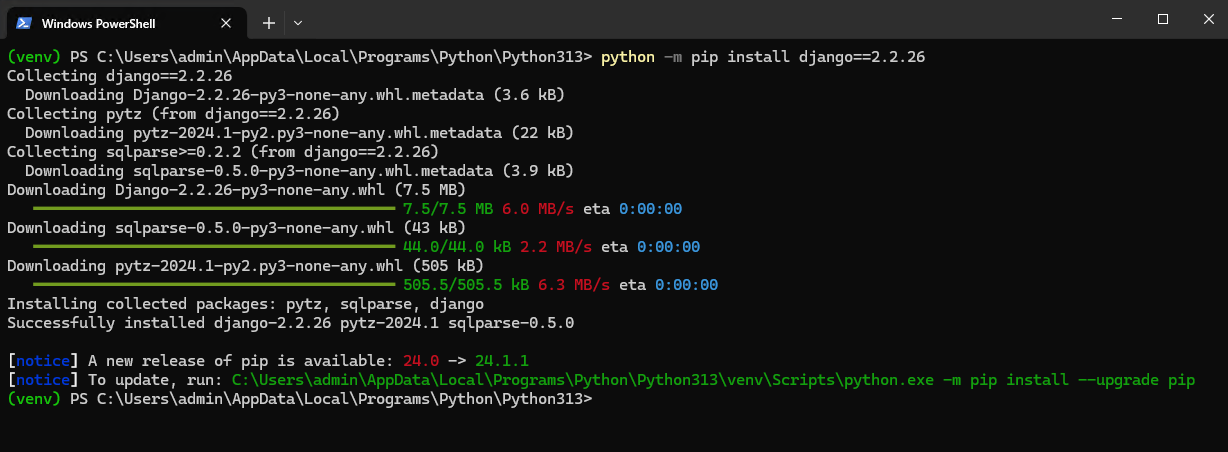 Windows PowerShell
(venv) PS C:\Users\admin\AppData\Local\Programs\Python\Python313> python -m pip install django==2.2.26
Collecting django==2.2.26
  Downloading Django-2.2.26-py3-none-any.whl.metadata (3.6 kB)
Collecting pytz (from django==2.2.26)
  Downloading pytz-2024.1-py2.py3-none-any.whl.metadata (22 kB)
Collecting sqlparse>=0.2.2 (from django==2.2.26)
  Downloading sqlparse-0.5.0-py3-none-any.whl.metadata (3.9 kB)
Downloading Django-2.2.26-py3-none-any.whl (7.5 MB)
7.5/7.5 MB 6.0 MB/s eta 0:00:00
Downloading sqlparse-0.5.0-py3-none-any.whl (43 kB)
44.0/44.0 kB 2.2 MB/s eta 0:00:00
Downloading pytz-2024.1-py2.py3-none-any.whl (505 kB)
505.5/505.5 kB 6.3 MB/s eta 0:00:00
Installing collected packages: pytz, sqlparse, django
Successfully installed django-2.2.26 pytz-2024.1 sqlparse-0.5.0
[notice] A new release of pip is available: 24.0 -> 24.1.1
[notice] To update, run: C:\Users\admin\AppData\Local\Programs\Python\Python313\venv\Scripts\python.exe -m pip install --upgrade pip
(venv) PS C:\Users\admin\AppData\Local\Programs\Python\Python313>